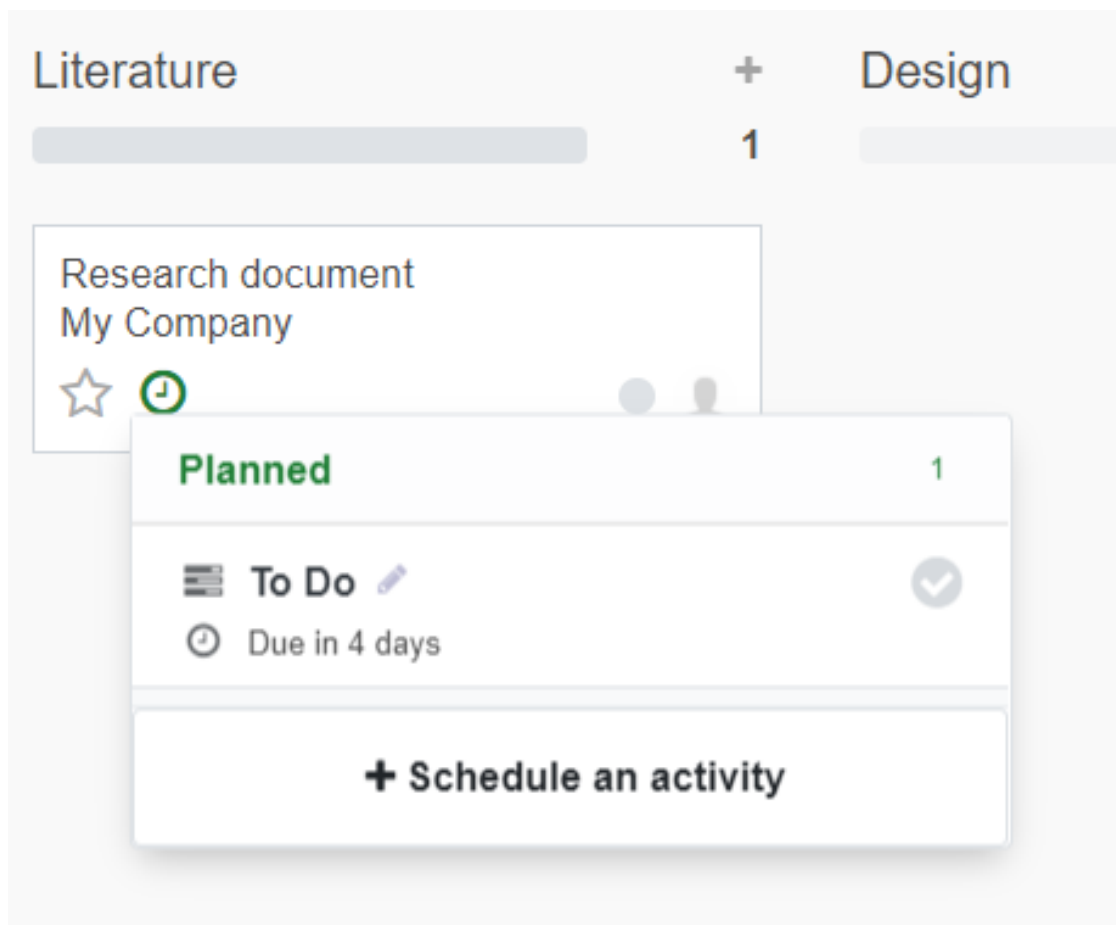 Literature + Design
1
Research document
My Company
Planned 1
To Do
Due in 4 days
+ Schedule an activity